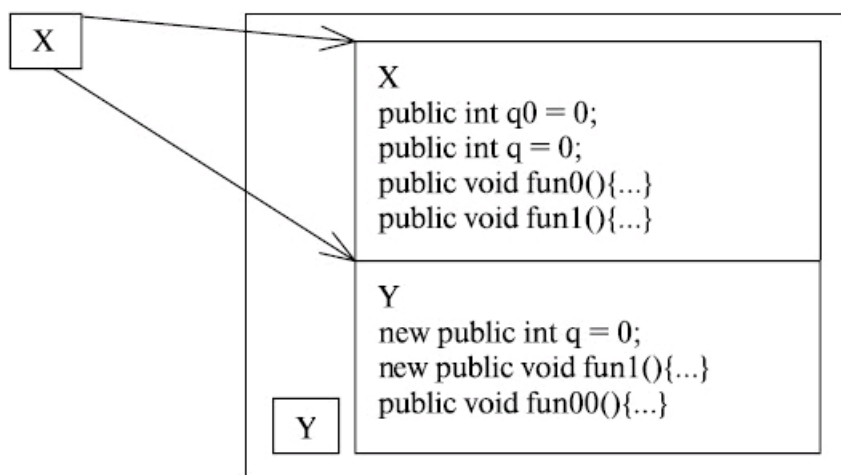 X
X
public int q0 = 0;
public int q = 0;
public void fun0(){...}
public void fun1(){...}
Y
new public int q = 0;
new public void fun1(){...}
public void fun00(){...}
Y